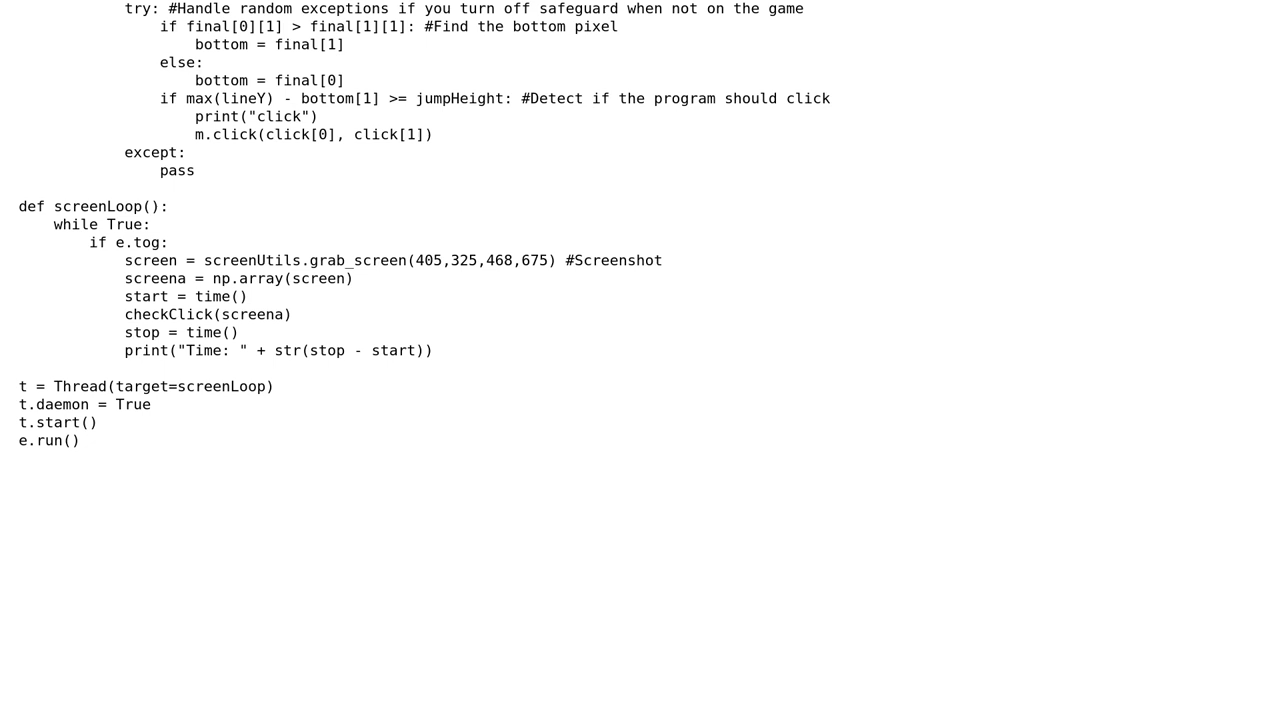 try: #Handle random exceptions if you turn off safeguard when not on the game
                if final[0][1] > final[1][1]: #Find the bottom pixel
                    bottom = final[1]
                else:
                    bottom = final[0]
                if max(lineY) - bottom[1] >= jumpHeight: #Detect if the program should click
                    print("click")
                    m.click(click[0], click[1])
            except:
                pass

def screenLoop():
    while True:
        if e.tog:
            screen = screenUtils.grab_screen(405,325,468,675) #Screenshot
            screena = np.array(screen)
            start = time()
            checkClick(screena)
            stop = time()
            print("Time: " + str(stop - start))

t = Thread(target=screenLoop)
t.daemon = True
t.start()
e.run()